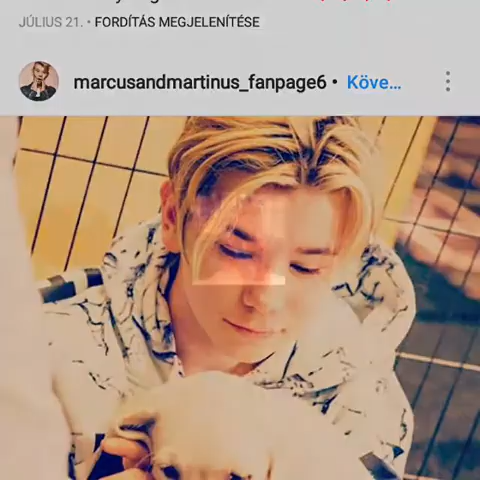 JÚLIUS 21. • FORDÍTÁS MEGJELENÍTÉSE
marcusandmartinus_fanpage6 • Köve...